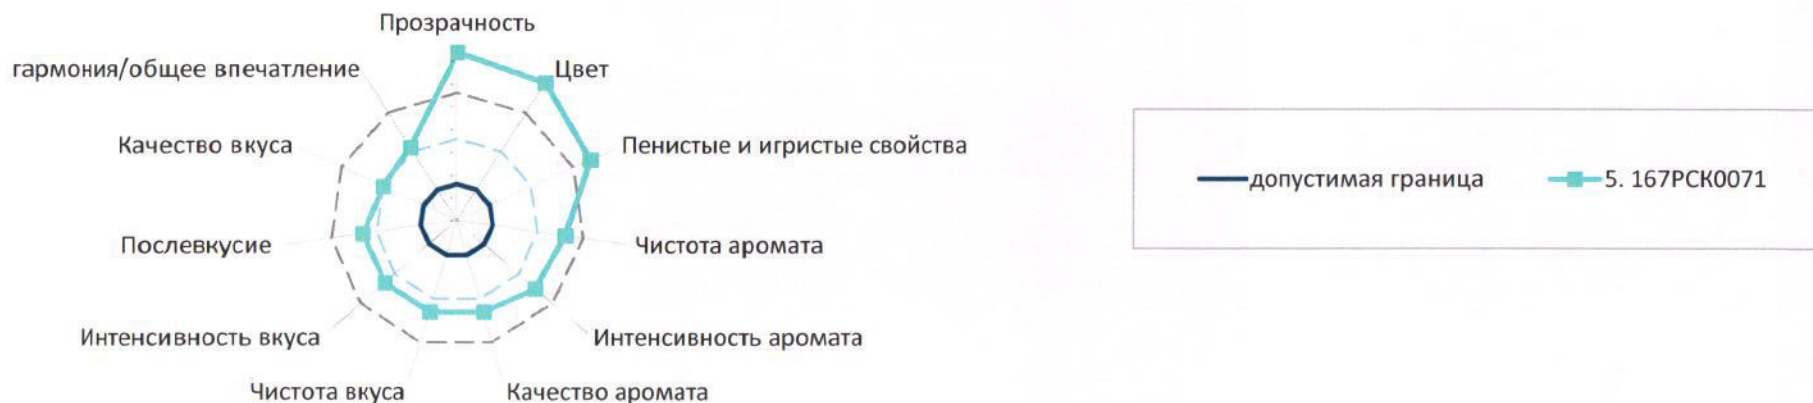 Прозрачность
гармония/общее впечатление
Цвет
Качество вкуса
Пенистые и игристые свойства
допустимая граница
5. 167РСК0071
Послевкусие
Чистота аромата
Интенсивность вкуса
Интенсивность аромата
Чистота вкуса
Качество аромата